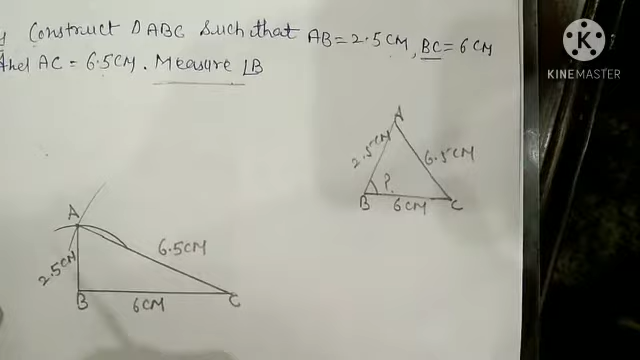 Construct ΔABC Such that AB=2.5CM, BC=6CM
AC=6.5CM. Measure ∠B
K
KINEMASTER
A
2.5CM
6.5CM
B
?
6CM
C
A
6.5CM
2.5CM
B
6CM
C